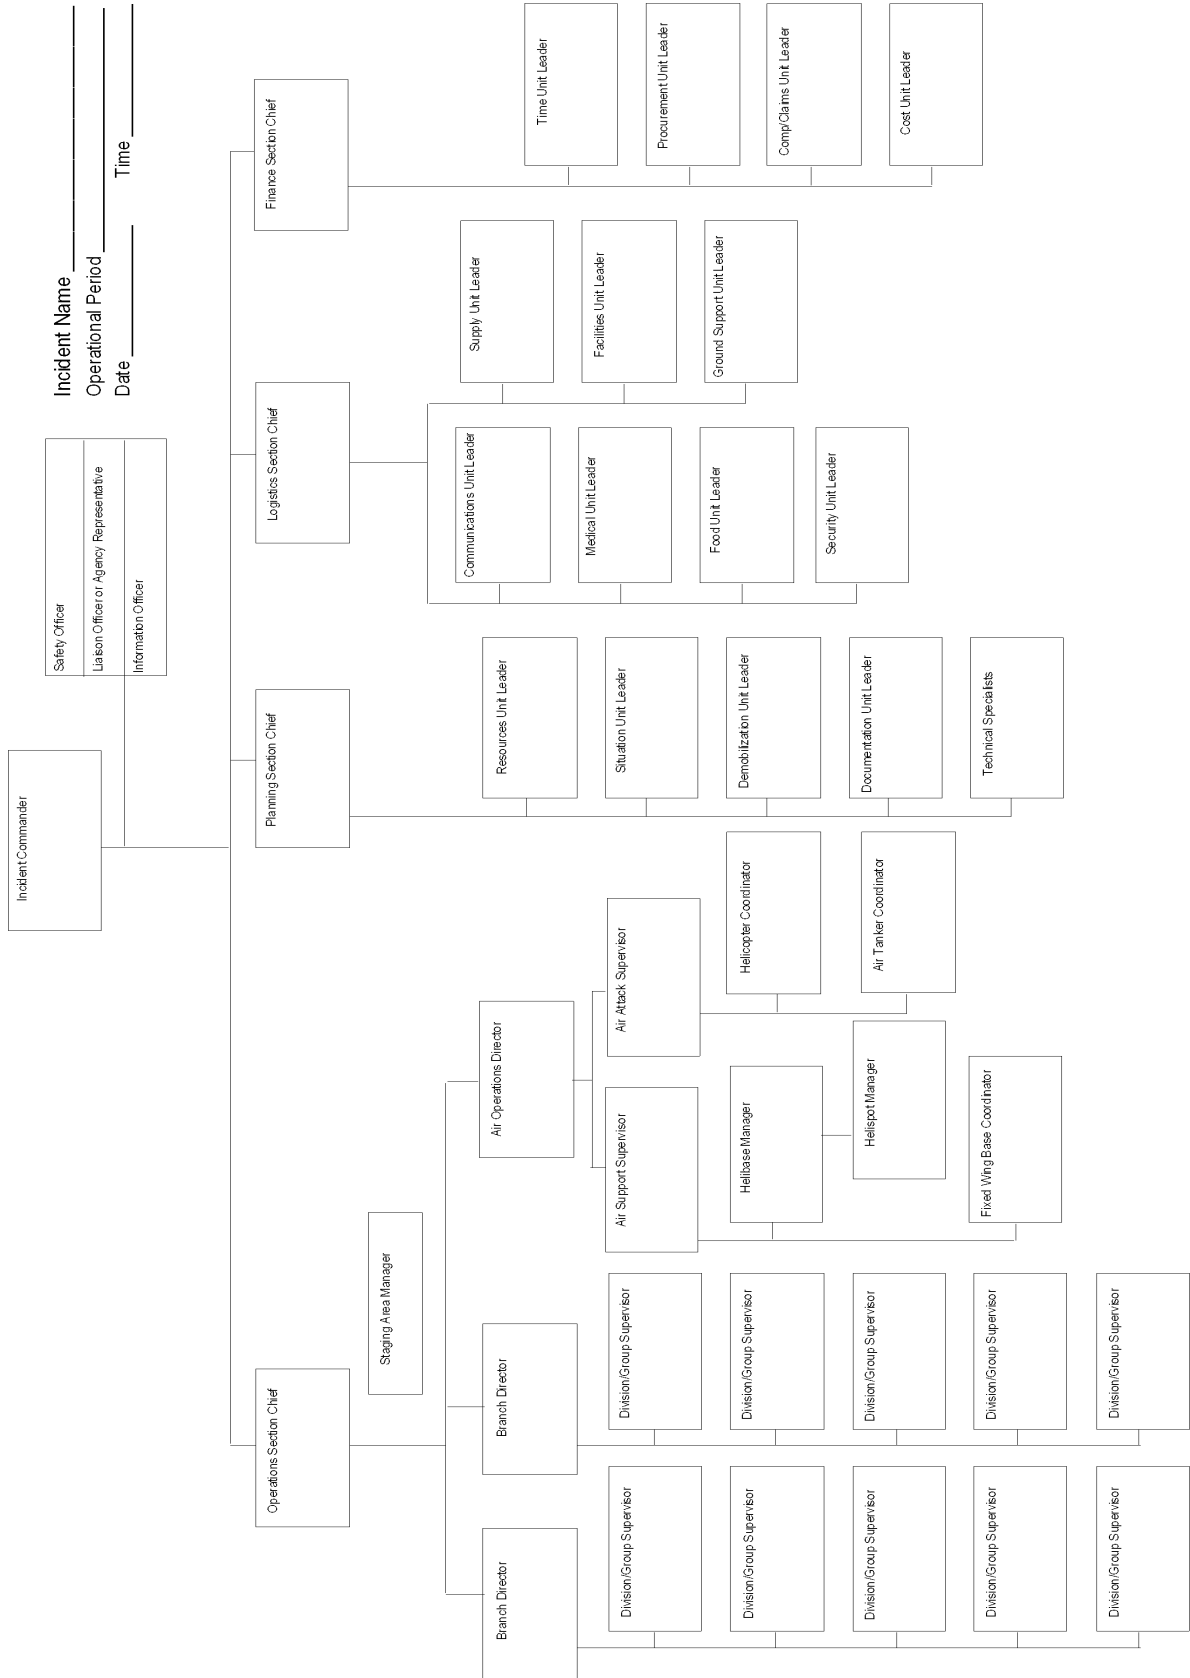 Incident Name
Operational Period
Date Time
Incident Commander
Safety Officer
Liaison Officer or Agency Representative
Information Officer
Operations Section Chief
Planning Section Chief
Logistics Section Chief
Finance Section Chief
Staging Area Manager
Branch Director
Branch Director
Air Operations Director
Division/Group Supervisor
Division/Group Supervisor
Division/Group Supervisor
Division/Group Supervisor
Division/Group Supervisor
Division/Group Supervisor
Division/Group Supervisor
Division/Group Supervisor
Division/Group Supervisor
Division/Group Supervisor
Air Support Supervisor
Air Attack Supervisor
Helibase Manager
Helispot Manager
Fixed Wing Base Coordinator
Helicopter Coordinator
Air Tanker Coordinator
Resources Unit Leader
Situation Unit Leader
Demobilization Unit Leader
Documentation Unit Leader
Technical Specialists
Communications Unit Leader
Medical Unit Leader
Food Unit Leader
Security Unit Leader
Supply Unit Leader
Facilities Unit Leader
Ground Support Unit Leader
Time Unit Leader
Procurement Unit Leader
Comp/Claims Unit Leader
Cost Unit Leader